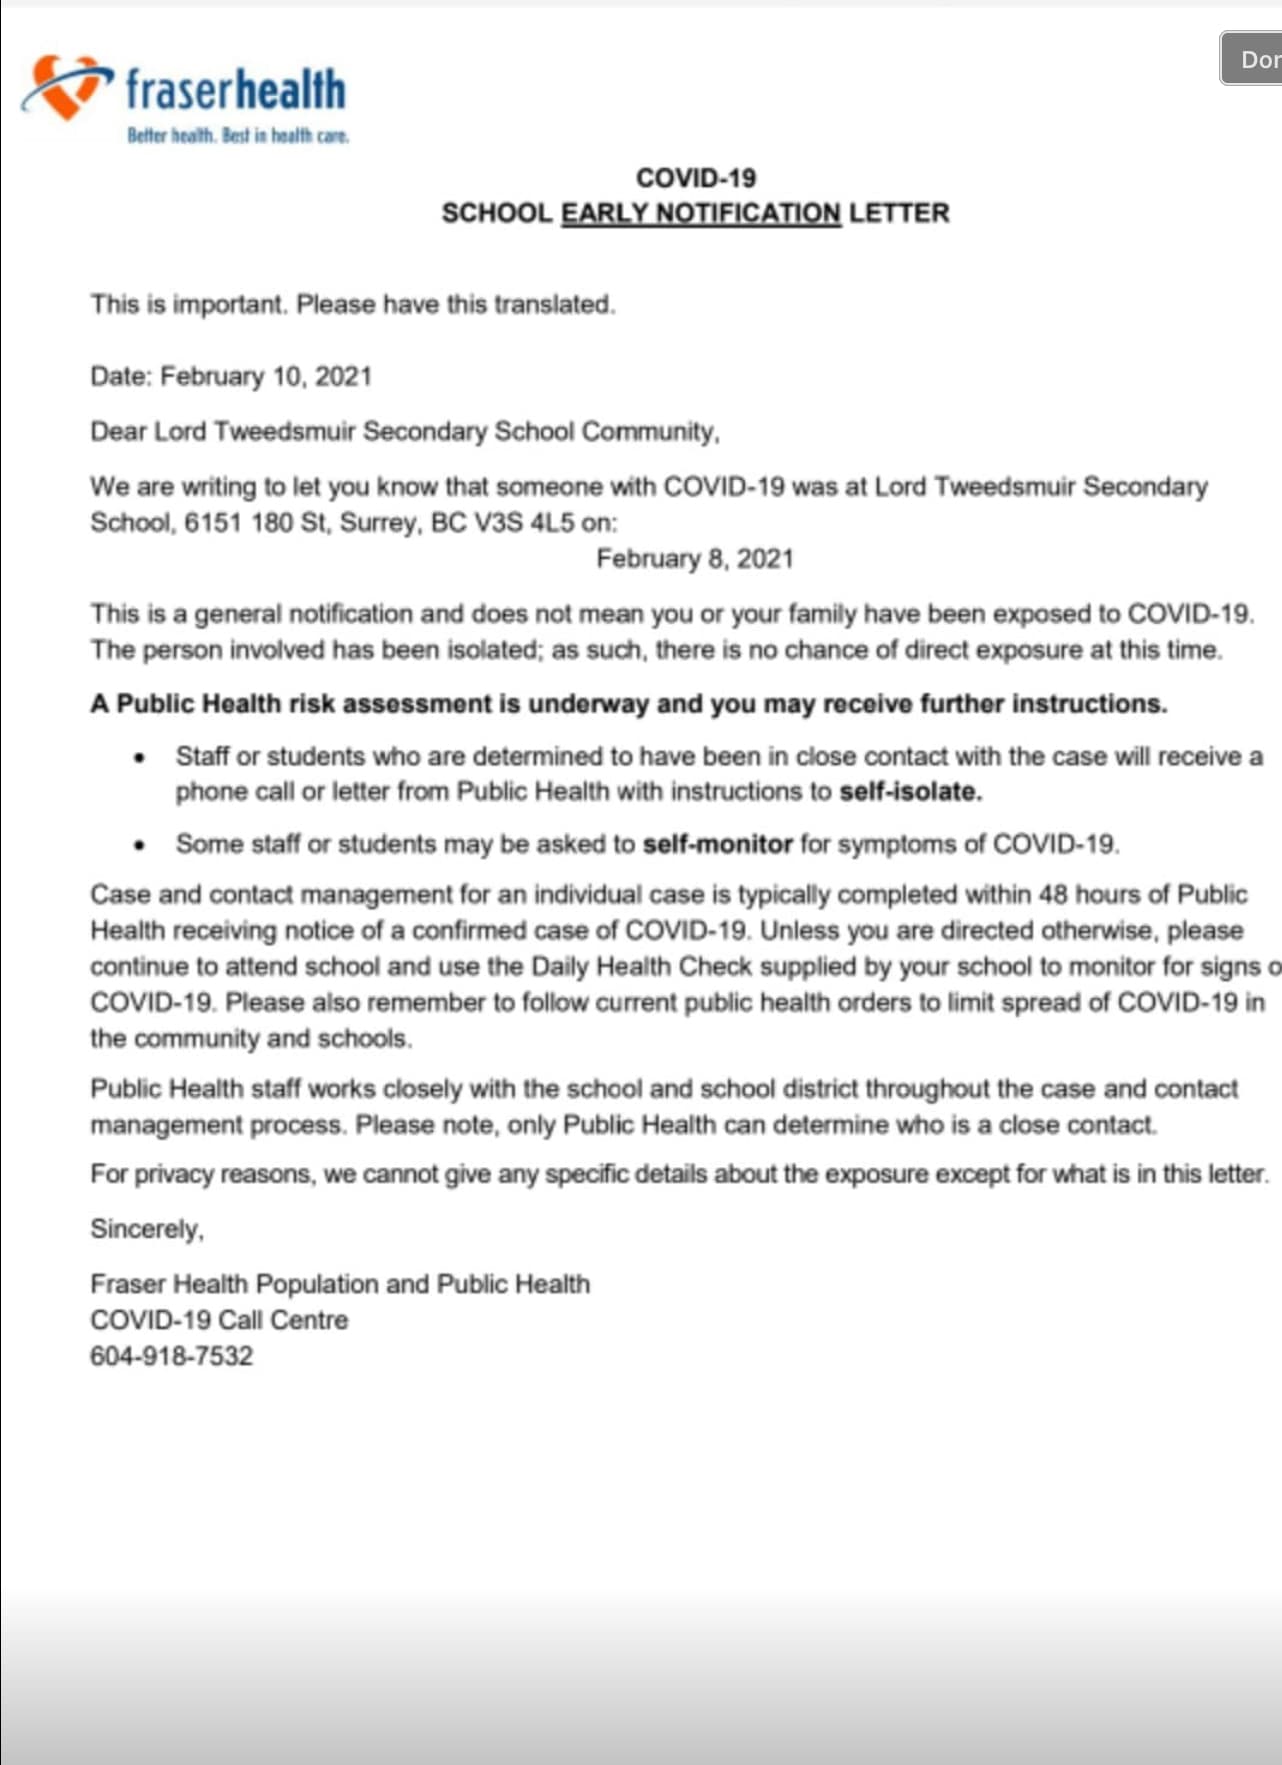 Don
fraserhealth
Better health. Best in health care.
COVID-19
SCHOOL EARLY NOTIFICATION LETTER
This is important. Please have this translated.
Date: February 10, 2021
Dear Lord Tweedsmuir Secondary School Community,
We are writing to let you know that someone with COVID-19 was at Lord Tweedsmuir Secondary
School, 6151 180 St, Surrey, BC V3S 4L5 on:
February 8, 2021
This is a general notification and does not mean you or your family have been exposed to COVID-19.
The person involved has been isolated; as such, there is no chance of direct exposure at this time.
A Public Health risk assessment is underway and you may receive further instructions.
• Staff or students who are determined to have been in close contact with the case will receive a
phone call or letter from Public Health with instructions to self-isolate.
• Some staff or students may be asked to self-monitor for symptoms of COVID-19.
Case and contact management for an individual case is typically completed within 48 hours of Public
Health receiving notice of a confirmed case of COVID-19. Unless you are directed otherwise, please
continue to attend school and use the Daily Health Check supplied by your school to monitor for signs o
COVID-19. Please also remember to follow current public health orders to limit spread of COVID-19 in
the community and schools.
Public Health staff works closely with the school and school district throughout the case and contact
management process. Please note, only Public Health can determine who is a close contact.
For privacy reasons, we cannot give any specific details about the exposure except for what is in this letter.
Sincerely,
Fraser Health Population and Public Health
COVID-19 Call Centre
604-918-7532